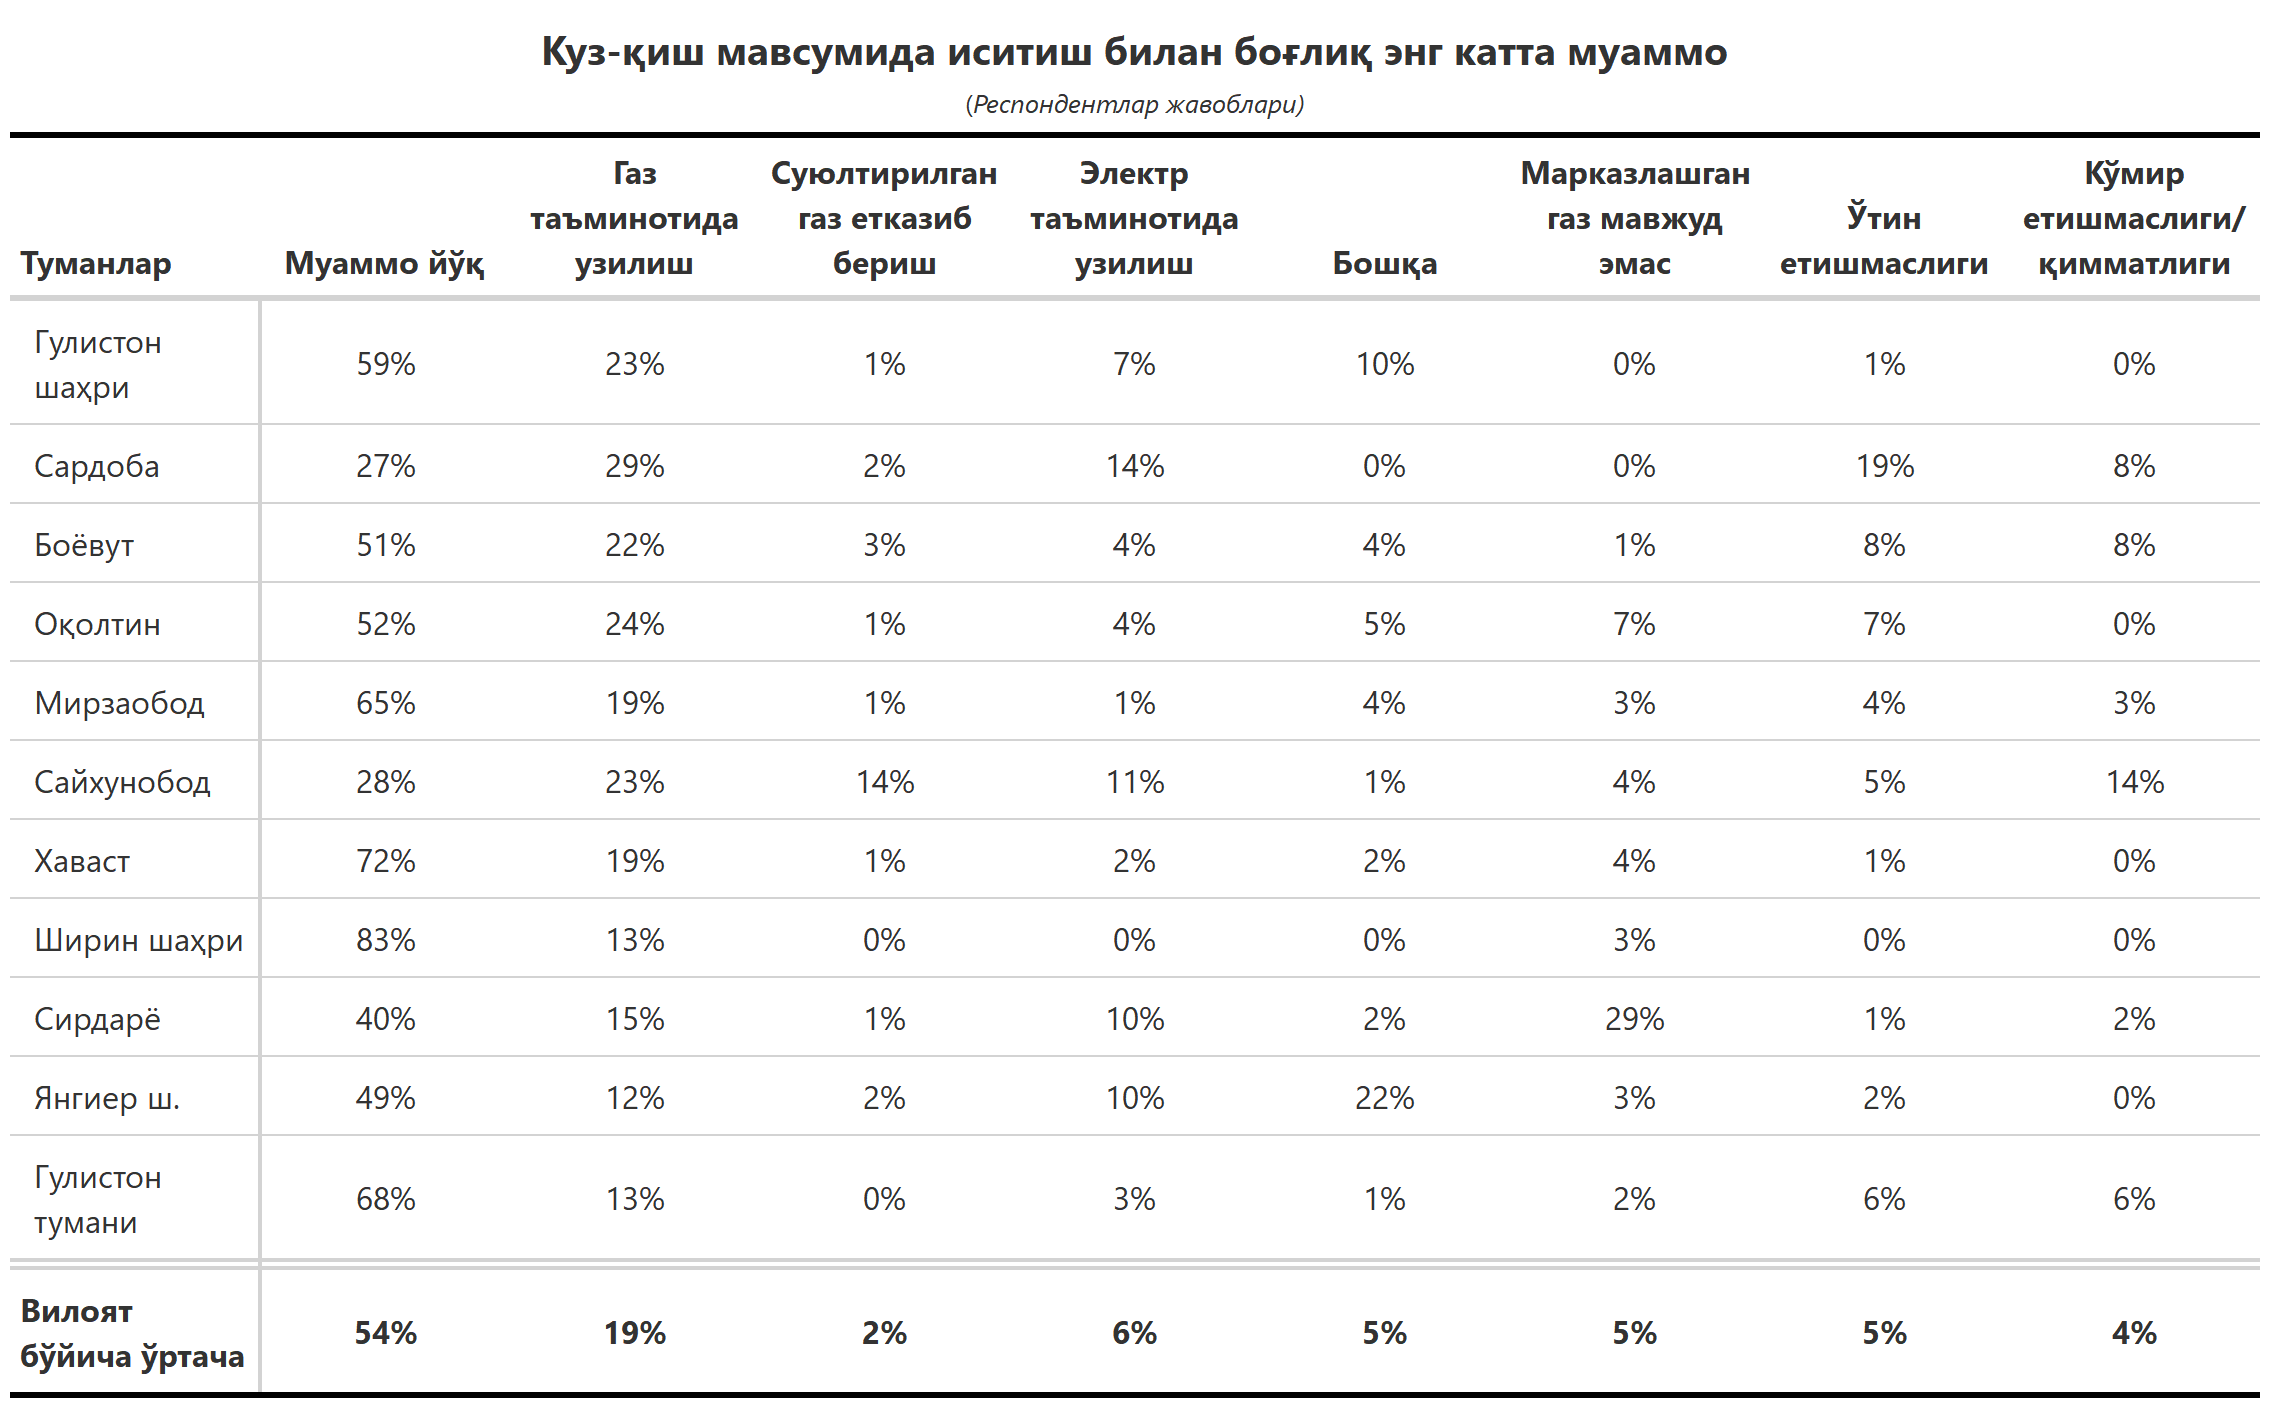 Куз-қиш мавсумида иситиш билан боғлиқ энг катта муаммо
(Респондентлар жавоблари)
Туманлар Муаммо йўқ Газ таъминотида узилиш Суюлтирилган газ етказиб бериш Электр таъминотида узилиш Бошқа Марказлашган газ мавжуд эмас Ўтин етишмаслиги Кўмир етишмаслиги/ қимматлиги
Гулистон шаҳри 59% 23% 1% 7% 10% 0% 1% 0%
Сардоба 27% 29% 2% 14% 0% 0% 19% 8%
Боёвут 51% 22% 3% 4% 4% 1% 8% 8%
Оқолтин 52% 24% 1% 4% 5% 7% 7% 0%
Мирзаобод 65% 19% 1% 1% 4% 3% 4% 3%
Сайхунобод 28% 23% 14% 11% 1% 4% 5% 14%
Хаваст 72% 19% 1% 2% 2% 4% 1% 0%
Ширин шаҳри 83% 13% 0% 0% 0% 3% 0% 0%
Сирдарё 40% 15% 1% 10% 2% 29% 1% 2%
Янгиер ш. 49% 12% 2% 10% 22% 3% 2% 0%
Гулистон тумани 68% 13% 0% 3% 1% 2% 6% 6%
Вилоят бўйича ўртача 54% 19% 2% 6% 5% 5% 5% 4%